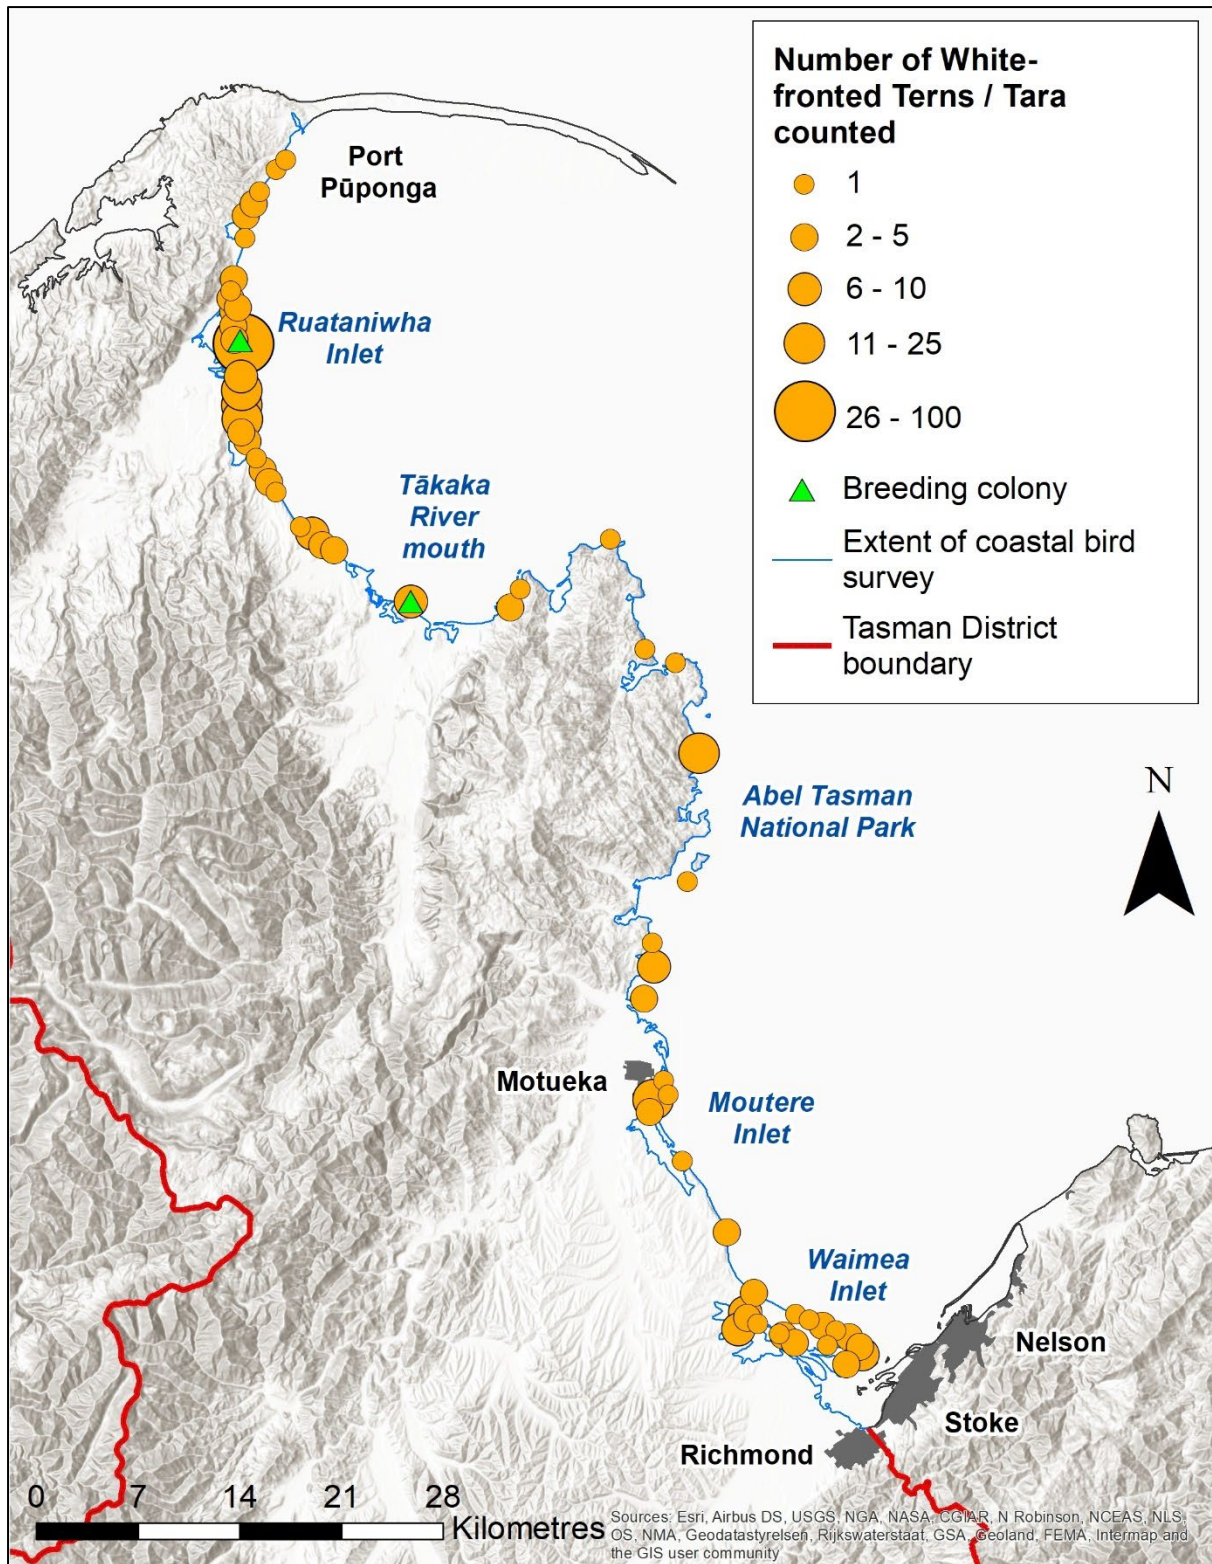 Number of White-
fronted Terns / Tara
counted
1
2 - 5
6 - 10
11 - 25
26 - 100
Breeding colony
Extent of coastal bird
survey
Tasman District
boundary
Port
Pūponga
Ruataniwha
Inlet
Tākaka
River
mouth
Abel Tasman
National Park
N
Motueka
Moutere
Inlet
Waimea
Inlet
Nelson
Stoke
Richmond
0 7 14 21 28
Kilometres
Sources: Esri, Airbus DS, USGS, NGA, NASA, CGIAR, N Robinson, NCEAS, NLS,
OS, NMA, Geodatastyrelsen, Rijkswaterstaat, GSA, Geoland, FEMA, Intermap and
the GIS user community